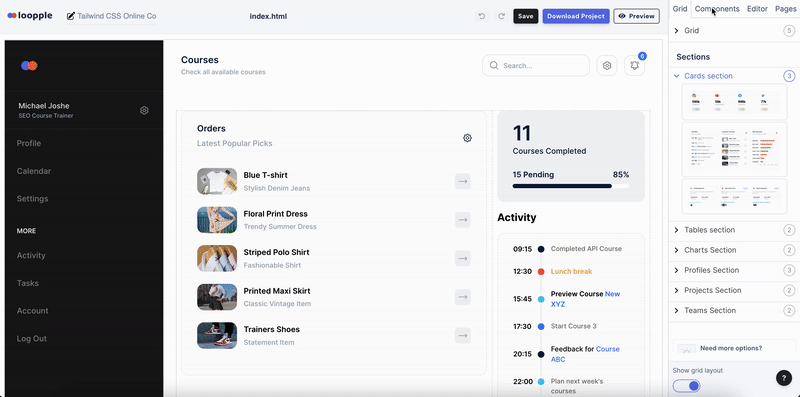 loopple
Tailwind CSS Online Co
index.html
Save
Download Project
Preview
Grid
Components
Editor
Pages
Michael Joshe
SEO Course Trainer
Profile
Calendar
Settings
MORE
Activity
Tasks
Account
Log Out
Courses
Check all available courses
Search...
6
Orders
Latest Popular Picks
Blue T-shirt
Stylish Denim Jeans
Floral Print Dress
Trendy Summer Dress
Striped Polo Shirt
Fashionable Shirt
Printed Maxi Skirt
Classic Vintage Item
Trainers Shoes
Statement Item
11
Courses Completed
15 Pending
85%
Activity
09:15
Completed API Course
12:30
Lunch break
15:45
Preview Course New
XYZ
17:30
Start Course 3
20:15
Feedback for Course
ABC
22:00
Plan next week's
courses
Grid
5
Sections
Cards section
3
Tables section
2
Charts Section
2
Profiles Section
3
Projects Section
2
Teams Section
2
Need more options?
Show grid layout
?